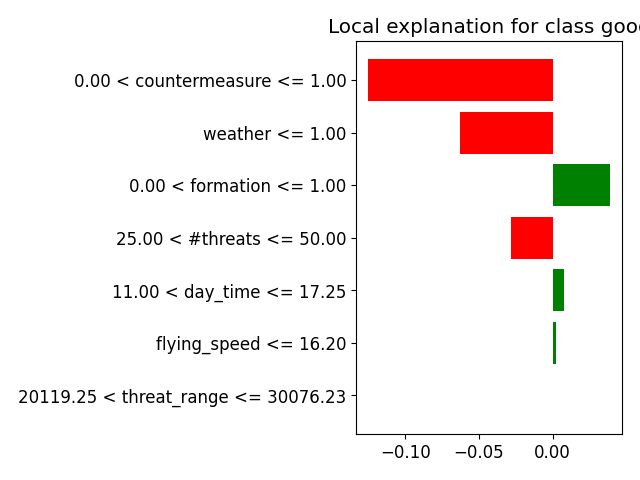 Local explanation for class goo
0.00 < countermeasure <= 1.00
weather <= 1.00
0.00 < formation <= 1.00
25.00 < #threats <= 50.00
11.00 < day_time <= 17.25
flying_speed <= 16.20
20119.25 < threat_range <= 30076.23
−0.10 −0.05 0.00